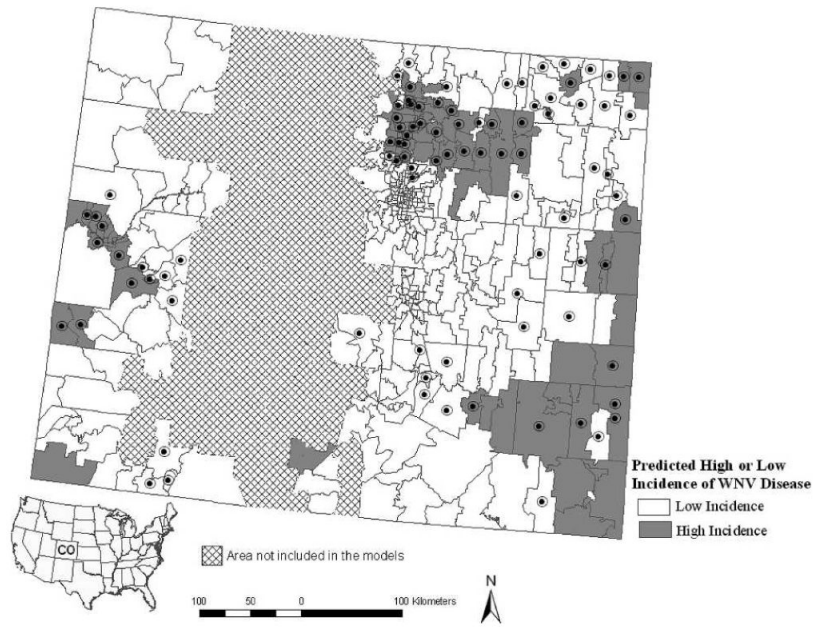 Predicted High or Low
Incidence of WNV Disease
Low Incidence
High Incidence
CO
Area not included in the models
N
100 50 0 100 Kilometers